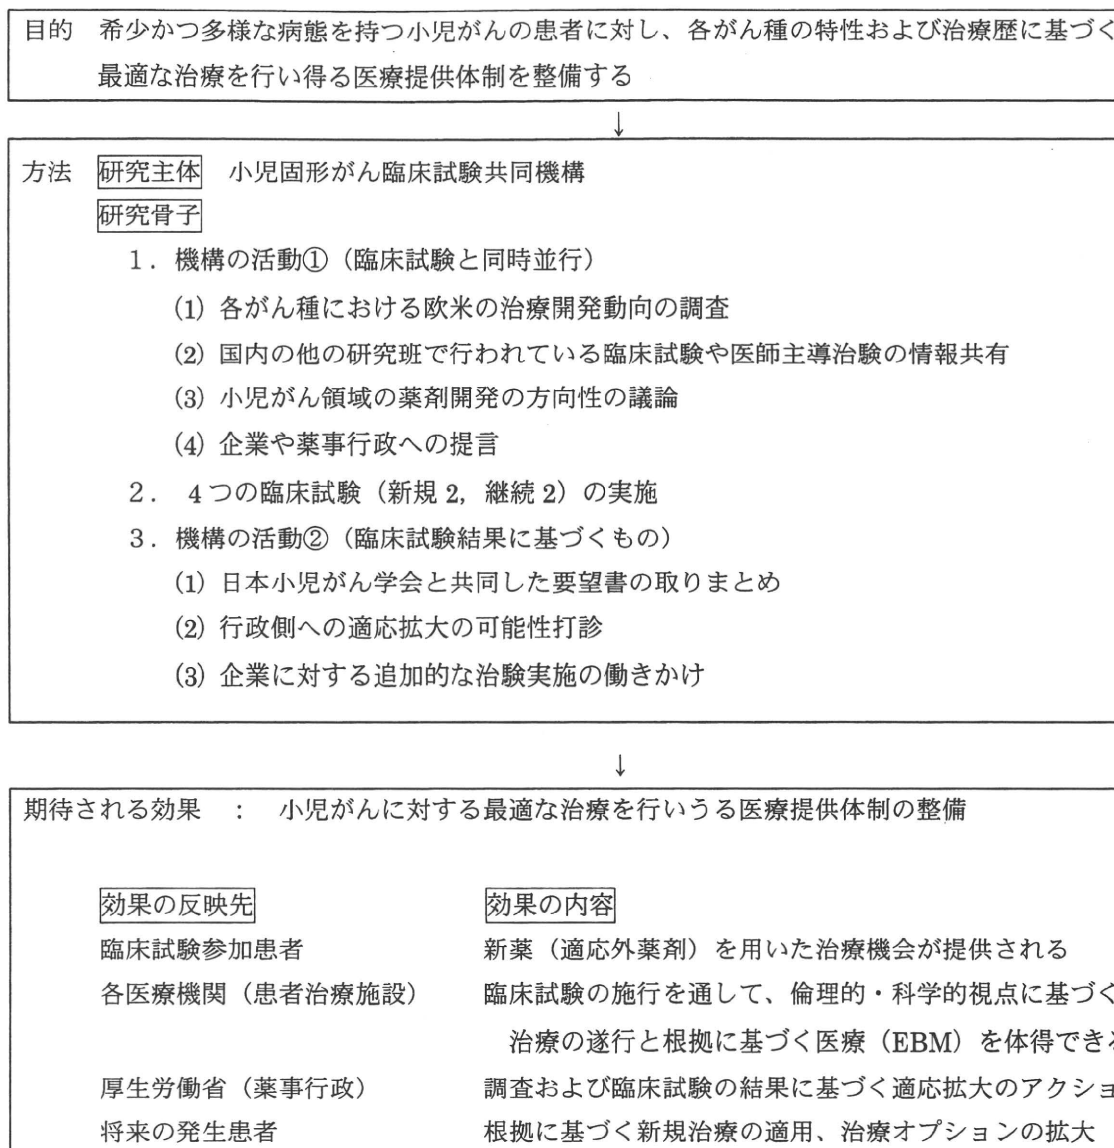 目的 希少かつ多様な病態を持つ小児がんの患者に対し、各がん種の特性および治療歴に基づく
最適な治療を行い得る医療提供体制を整備する
↓
方法 研究主体 小児固形がん臨床試験共同機構
研究骨子
1. 機構の活動①（臨床試験と同時並行）
(1) 各がん種における欧米の治療開発動向の調査
(2) 国内の他の研究班で行われている臨床試験や医師主導治験の情報共有
(3) 小児がん領域の薬剤開発の方向性の議論
(4) 企業や薬事行政への提言
2. 4つの臨床試験（新規2，継続2）の実施
3. 機構の活動②（臨床試験結果に基づくもの）
(1) 日本小児がん学会と共同した要望書の取りまとめ
(2) 行政側への適応拡大の可能性打診
(3) 企業に対する追加的な治験実施の働きかけ
↓
期待される効果 ： 小児がんに対する最適な治療を行いうる医療提供体制の整備
効果の反映先 効果の内容
臨床試験参加患者 新薬（適応外薬剤）を用いた治療機会が提供される
各医療機関（患者治療施設） 臨床試験の施行を通して、倫理的・科学的視点に基づく
治療の遂行と根拠に基づく医療（EBM）を体得でき
厚生労働省（薬事行政） 調査および臨床試験の結果に基づく適応拡大のアクショ
将来の発生患者 根拠に基づく新規治療の適用、治療オプションの拡大